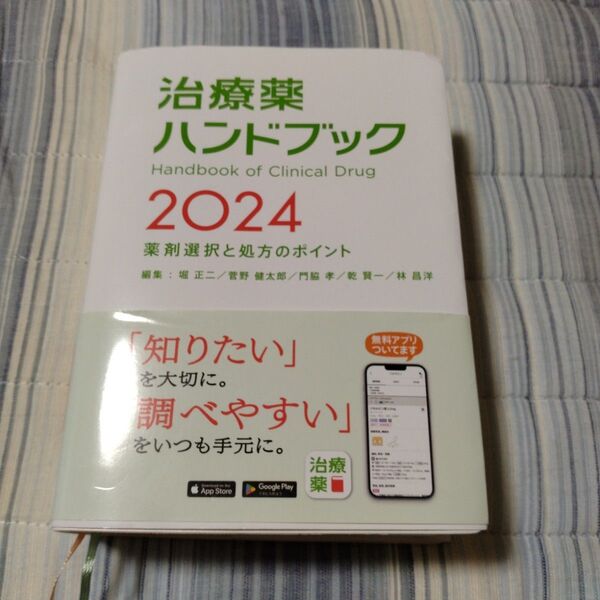 治療薬
ハンドブック
Handbook of Clinical Drug
2024
薬剤選択と処方のポイント
編集：堀 正二／菅野 健太郎／門脇 孝／乾 賢一／林 昌洋
「知りたい」
を大切に。
「調べやすい」
をいつも手元に。
無料アプリ
ついてます
App Store
Google Play
治療
薬